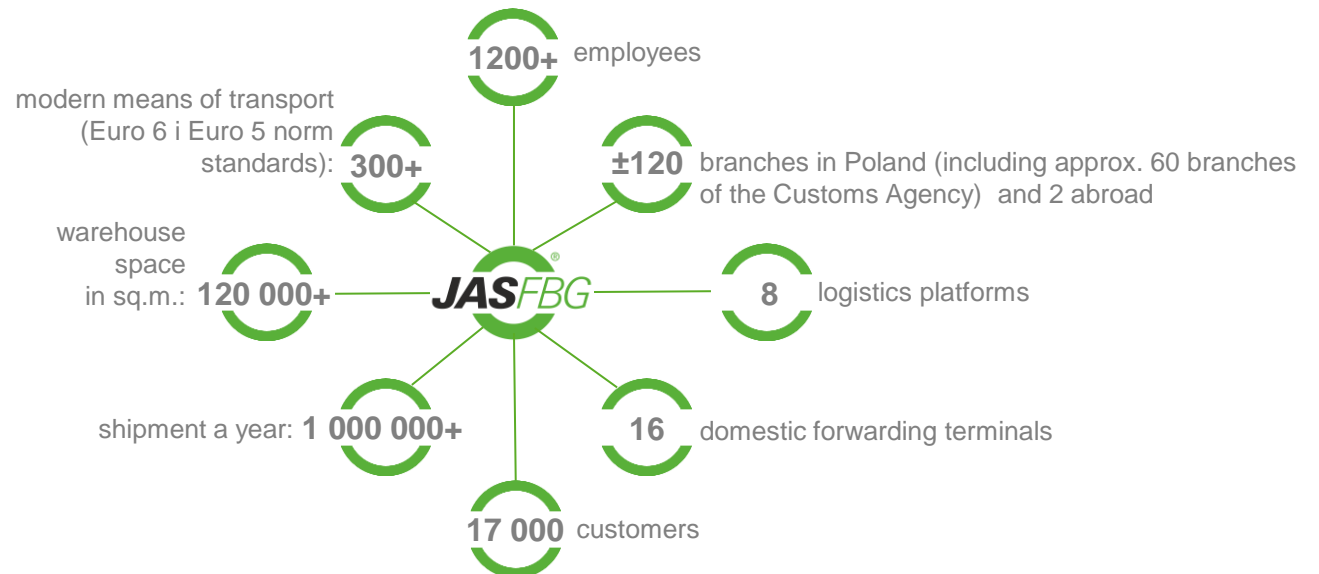 1200+ employees
modern means of transport
(Euro 6 i Euro 5 norm
standards): 300+
±120 branches in Poland (including approx. 60 branches
of the Customs Agency)  and 2 abroad
warehouse
space
in sq.m.: 120 000+
JASFBG®
8 logistics platforms
shipment a year: 1 000 000+
16 domestic forwarding terminals
17 000 customers